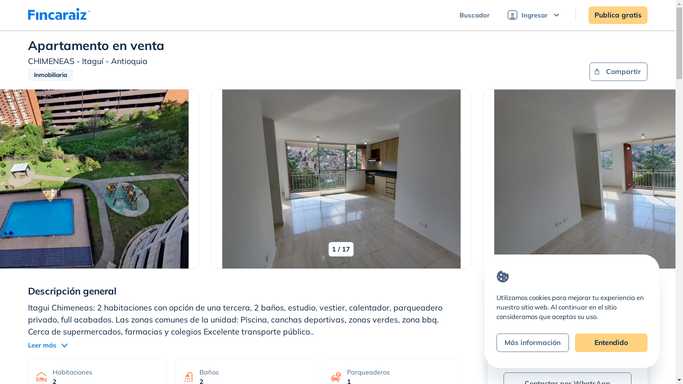 Fincaraiz
Buscador
Ingresar
Publica gratis
Apartamento en venta
CHIMENEAS - Itaguí - Antioquia
Inmobiliaria
Compartir
1 / 17
Descripción general
Itagui Chimeneas: 2 habitaciones con opción de una tercera, 2 baños, estudio, vestier, calentador, parqueadero
privado, full acabados. Las zonas comunes de la unidad: Piscina, canchas deportivas, zonas verdes, zona bbq.
Cerca de supermercados, farmacias y colegios Excelente transporte público..
Leer más
Habitaciones
2
Baños
2
Parqueaderos
1
Utilizamos cookies para mejorar tu experiencia en
nuestro sitio web. Al continuar en el sitio
consideramos que aceptas su uso.
Más información
Entendido
Contactar por WhatsApp